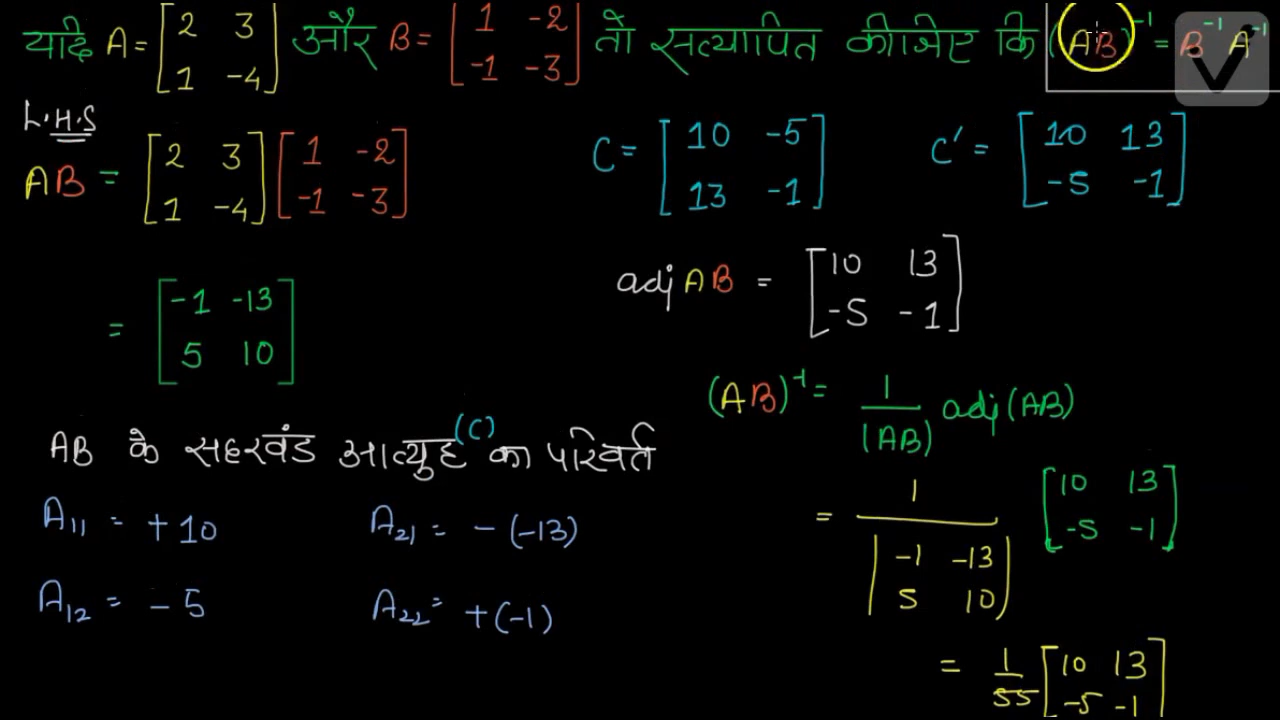 यदि A = [2 3 1 -4] और B = [1 -2 -1 -3] तो सत्यापित कीजिए कि (AB)⁻¹ = B⁻¹ A⁻¹
L.H.S
AB = [2 3 1 -4] [1 -2 -1 -3]
= [-1 -13 5 10]
AB के सहखंड आव्यूह (C) का परिवर्त
A₁₁ = +10 A₂₁ = -(-13)
A₁₂ = -5 A₂₂ = +(-1)
C = [10 -5 13 -1] C' = [10 13 -5 -1]
adj AB = [10 13 -5 -1]
(AB)⁻¹ = 1/(AB) adj (AB)
= 1/|-1 -13 5 10| [10 13 -5 -1]
= 1/55 [10 13 -5 -1]